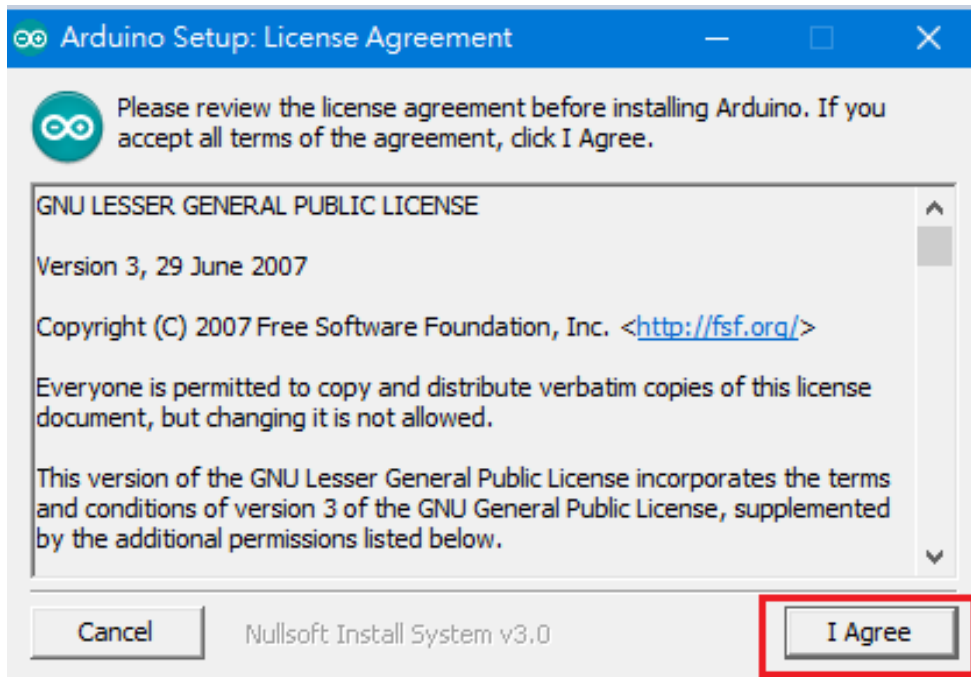 Arduino Setup: License Agreement
Please review the license agreement before installing Arduino. If you
accept all terms of the agreement, click I Agree.
GNU LESSER GENERAL PUBLIC LICENSE
Version 3, 29 June 2007
Copyright (C) 2007 Free Software Foundation, Inc. <http://fsf.org/>
Everyone is permitted to copy and distribute verbatim copies of this license
document, but changing it is not allowed.
This version of the GNU Lesser General Public License incorporates the terms
and conditions of version 3 of the GNU General Public License, supplemented
by the additional permissions listed below.
Cancel
Nullsoft Install System v3.0
I Agree